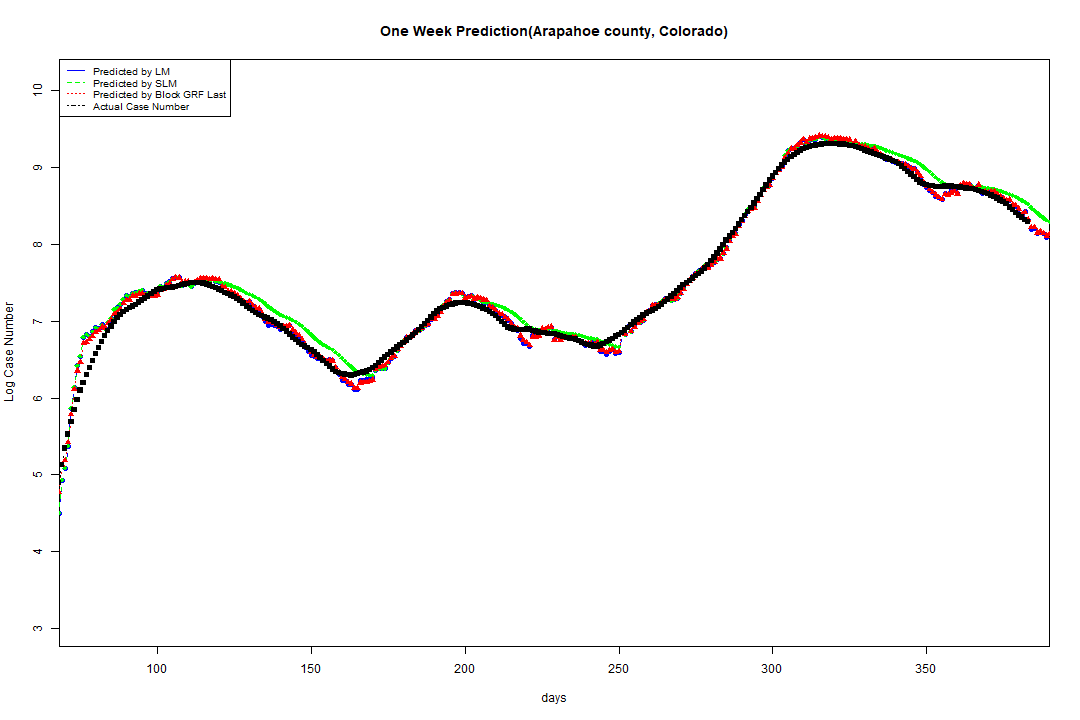 One Week Prediction(Arapahoe county, Colorado)
Predicted by LM
Predicted by SLM
Predicted by Block GRF Last
Actual Case Number
10
9
8
7
6
5
4
3
Log Case Number
100 150 200 250 300 350
days